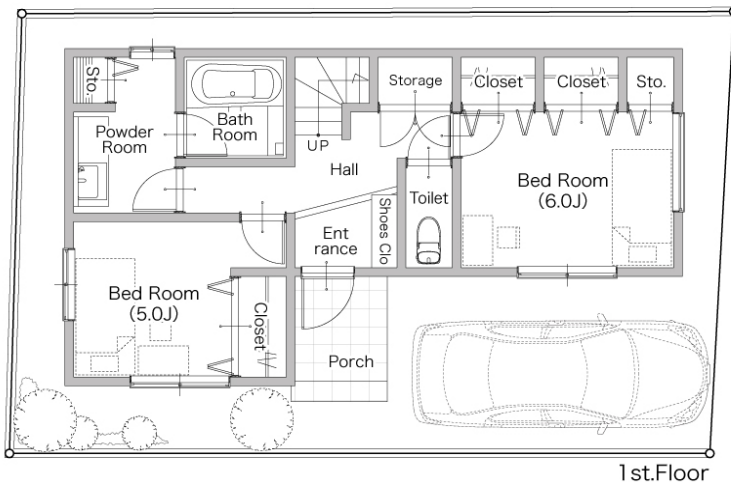 Sto.
Powder
Room
Bath
Room
UP
Storage
Closet
Closet
Sto.
Hall
Toilet
Bed Room
(6.0J)
Shoes Clo
Ent
rance
Bed Room
(5.0J)
Closet
Porch
1st.Floor